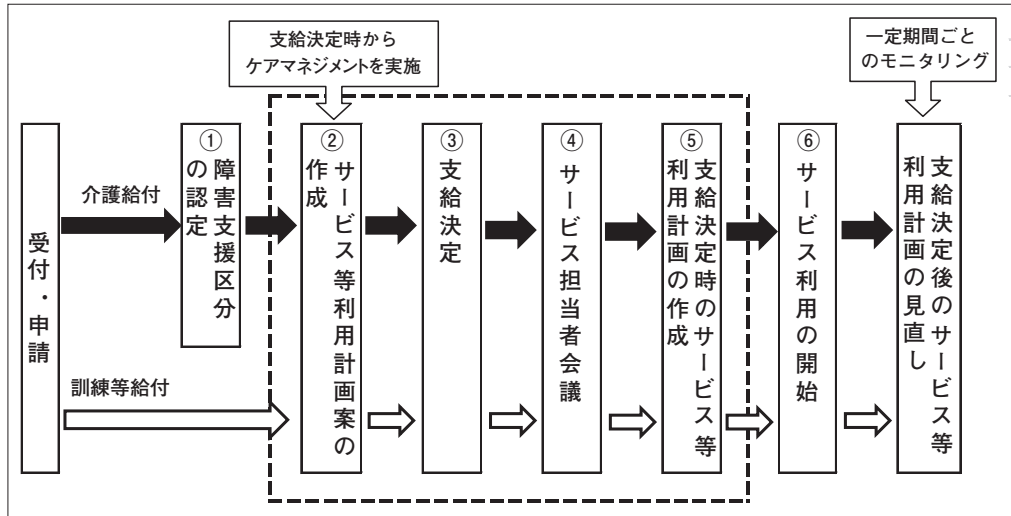 支給決定時から
ケアマネジメントを実施
一定期間ごと
のモニタリング
受付・申請
介護給付
訓練等給付
①
障害支援区分
の認定
②
サービス等利用計画案の
作成
③
支給決定
④
サービス担当者会議
⑤
支給決定時のサービス等
利用計画の作成
⑥
サービス利用の開始
支給決定後のサービス等
利用計画の見直し